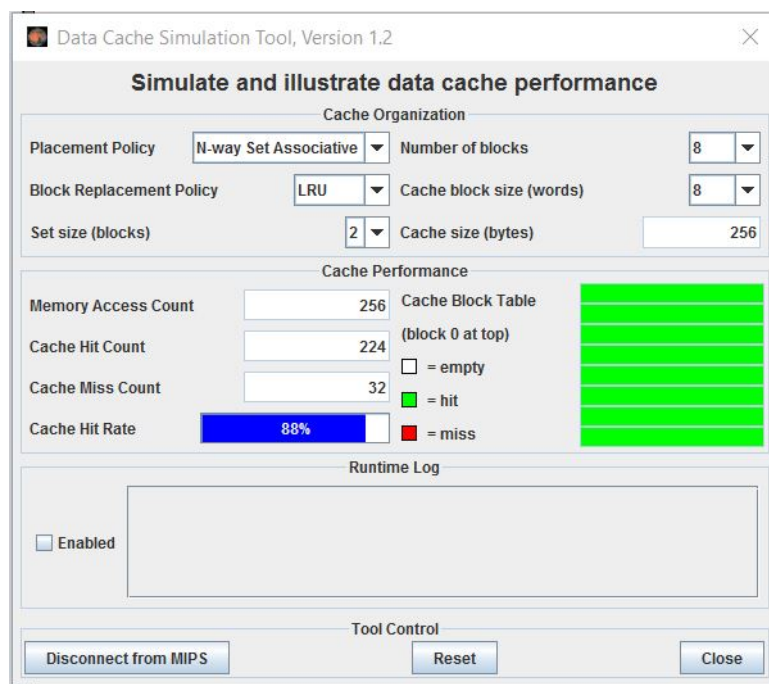 Data Cache Simulation Tool, Version 1.2
Simulate and illustrate data cache performance
Cache Organization
Placement Policy N-way Set Associative Number of blocks 8
Block Replacement Policy LRU Cache block size (words) 8
Set size (blocks) 2 Cache size (bytes) 256
Cache Performance
Memory Access Count 256 Cache Block Table
(block 0 at top)
Cache Hit Count 224
= empty
Cache Miss Count 32
= hit
Cache Hit Rate 88% = miss
Runtime Log
Enabled
Tool Control
Disconnect from MIPS Reset Close